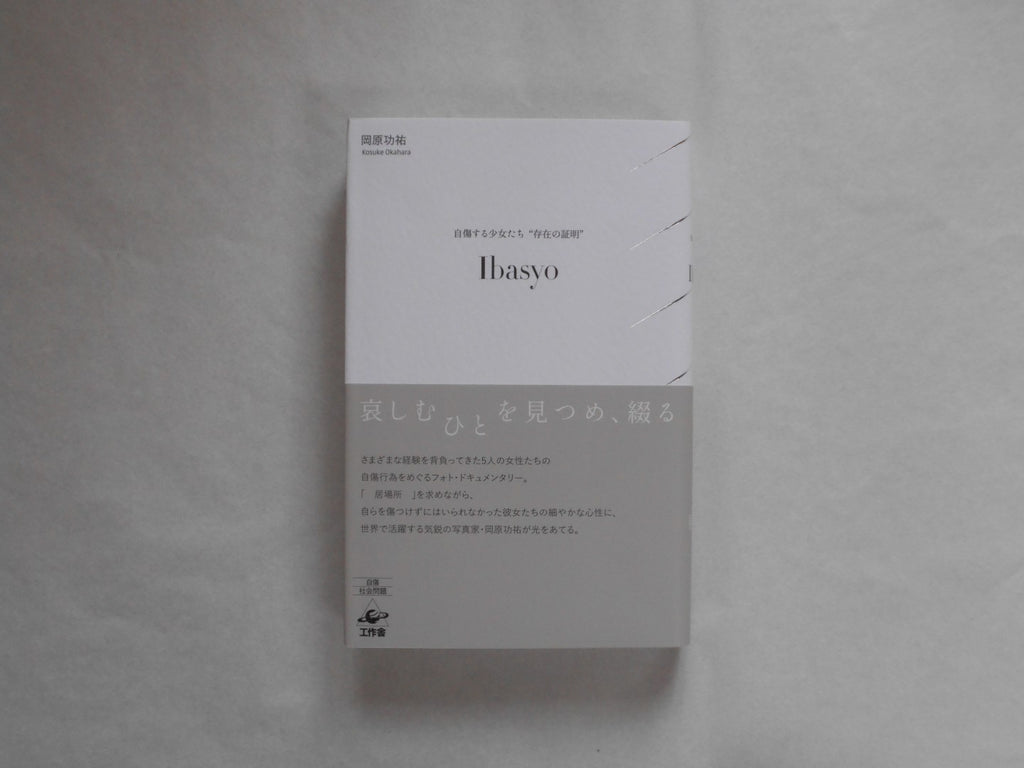 岡原功祐
Kosuke Okahara
自傷する少女たち “存在の証明”
Ibasyo
哀しむひとを見つめ、綴る
さまざまな経験を背負ってきた5人の女性たちの
自傷行為をめぐるフォト・ドキュメンタリー。
「　居場所　」を求めながら、
自らを傷つけずにはいられなかった彼女たちの細やかな心性に、
世界で活躍する気鋭の写真家・岡原功祐が光をあてる。
自傷
社会問題
工作舎